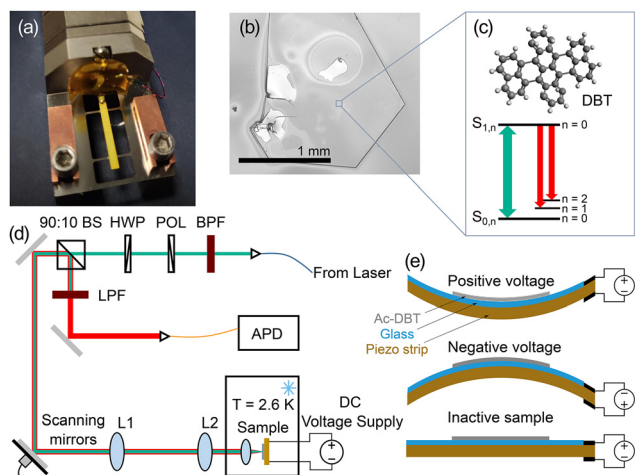 (a)
(b)
1 mm
(c)
DBT
S1,n
n = 0
n = 2
n = 1
S0,n
n = 0
(d)
90:10 BS
HWP
POL
BPF
From Laser
LPF
APD
Scanning
mirrors
L1
L2
T = 2.6 K
Sample
DC
Voltage Supply
(e)
Positive voltage
Ac-DBT
Glass
Piezo strip
Negative voltage
Inactive sample